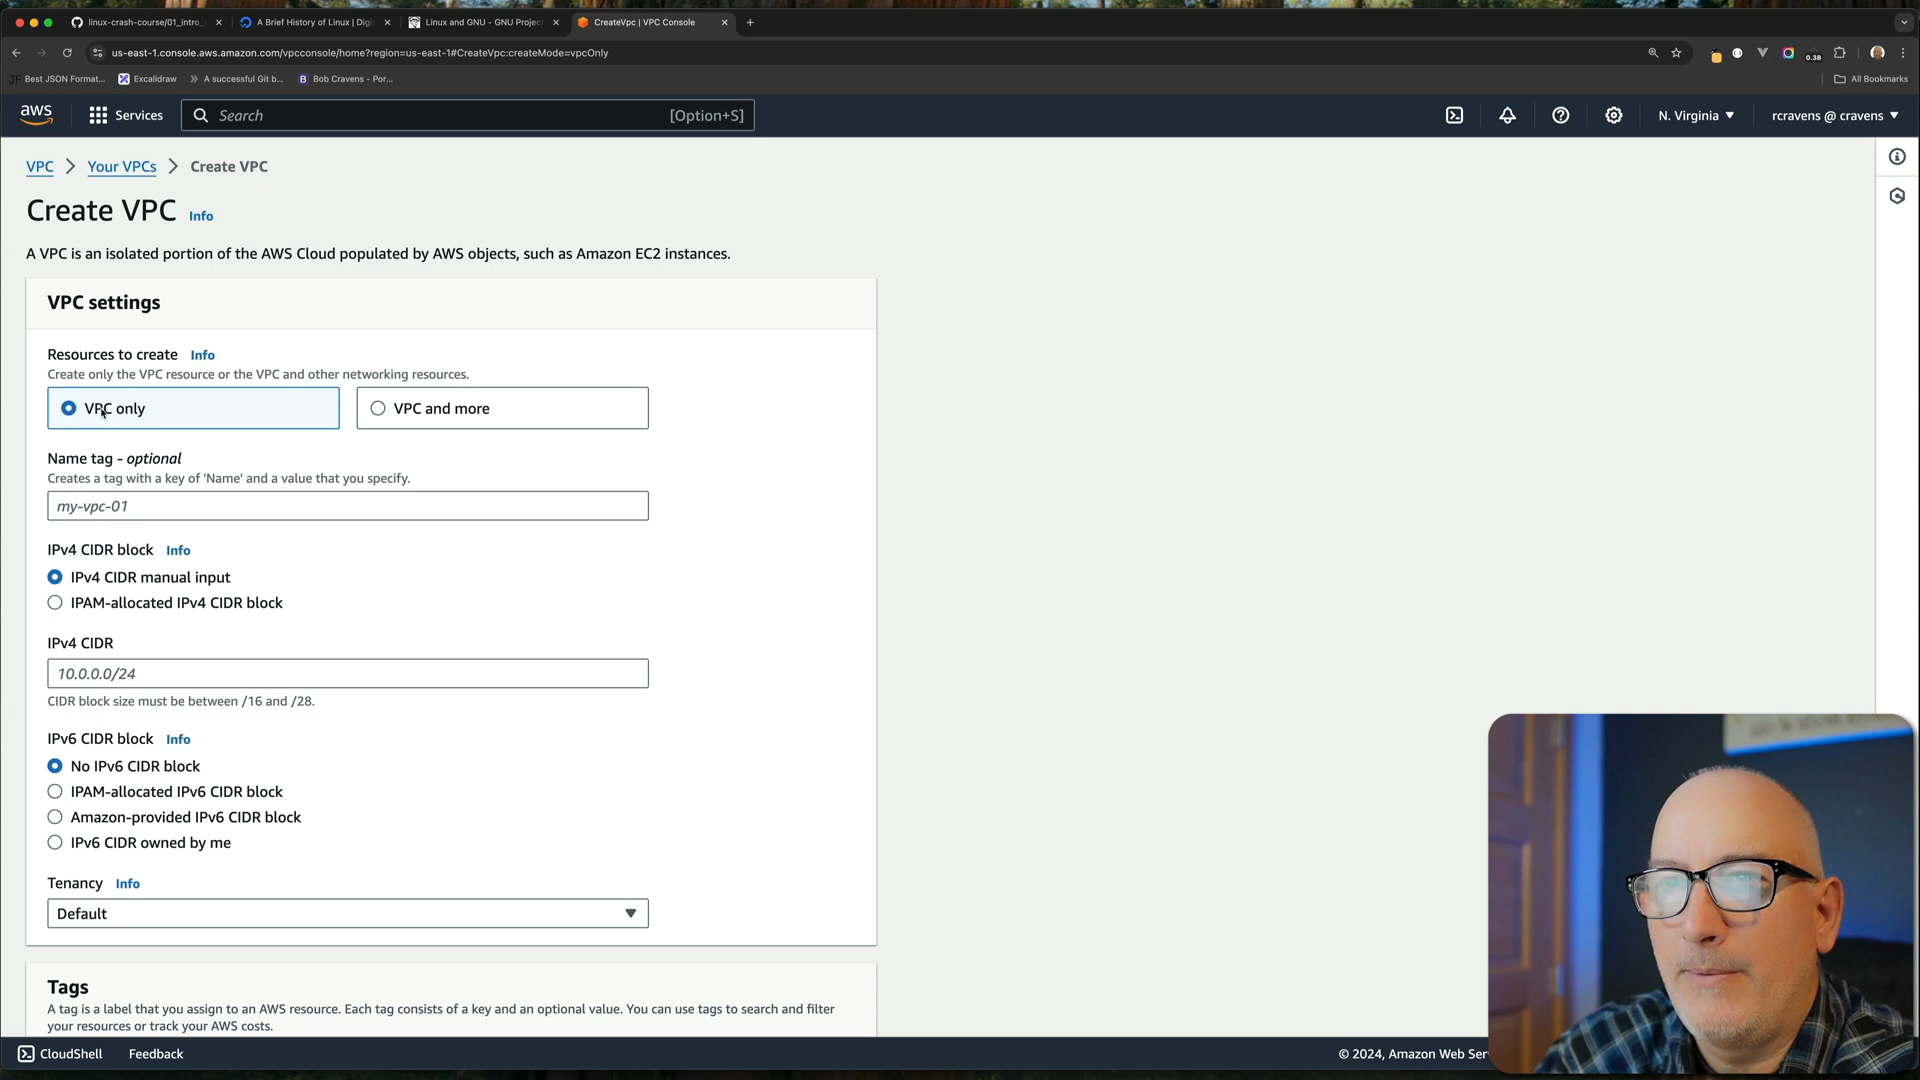 linux-crash-course/01_intro_
A Brief History of Linux | Digi
Linux and GNU - GNU Project
CreateVpc | VPC Console
us-east-1.console.aws.amazon.com/vpcconsole/home?region=us-east-1#CreateVpc:createMode=vpcOnly
0.38
JF Best JSON Format...
Excalidraw
A successful Git b...
B Bob Cravens - Por...
All Bookmarks
aws
Services
Search
[Option+S]
N. Virginia
rcravens @ cravens
VPC
Your VPCs
Create VPC
Create VPC Info
A VPC is an isolated portion of the AWS Cloud populated by AWS objects, such as Amazon EC2 instances.
VPC settings
Resources to create Info
Create only the VPC resource or the VPC and other networking resources.
VPC only
VPC and more
Name tag - optional
Creates a tag with a key of 'Name' and a value that you specify.
my-vpc-01
IPv4 CIDR block Info
IPv4 CIDR manual input
IPAM-allocated IPv4 CIDR block
IPv4 CIDR
10.0.0.0/24
CIDR block size must be between /16 and /28.
IPv6 CIDR block Info
No IPv6 CIDR block
IPAM-allocated IPv6 CIDR block
Amazon-provided IPv6 CIDR block
IPv6 CIDR owned by me
Tenancy Info
Default
Tags
A tag is a label that you assign to an AWS resource. Each tag consists of a key and an optional value. You can use tags to search and filter
your resources or track your AWS costs.
CloudShell
Feedback
© 2024, Amazon Web Ser